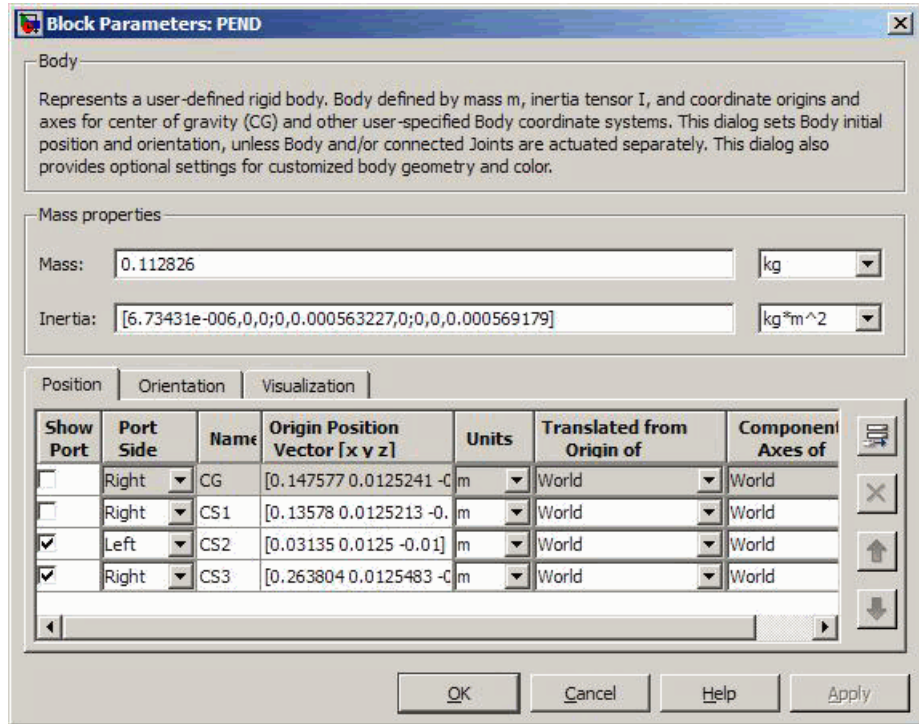 Block Parameters: PEND
Body
Represents a user-defined rigid body. Body defined by mass m, inertia tensor I, and coordinate origins and
axes for center of gravity (CG) and other user-specified Body coordinate systems. This dialog sets Body initial
position and orientation, unless Body and/or connected Joints are actuated separately. This dialog also
provides optional settings for customized body geometry and color.
Mass properties
Mass: 0.112826 kg
Inertia: [6.73431e-006,0,0;0,0.000563227,0;0,0,0.000569179] kg*m^2
Position Orientation Visualization
Show Port Side Name Origin Position Units Translated from Component
Port Side Vector [x y z] Origin of Axes of
Right CG [0.147577 0.0125241 -0 m World World
Right CS1 [0.13578 0.0125213 -0. m World World
Left CS2 [0.03135 0.0125 -0.01] m World World
Right CS3 [0.263804 0.0125483 -0 m World World
OK Cancel Help Apply